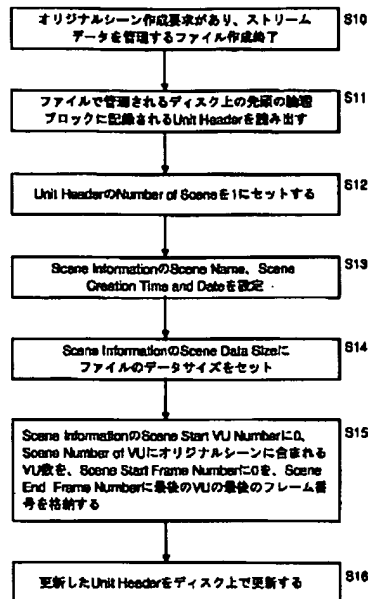 オリジナルシーン作成要求があり、ストリーム
データを管理するファイル作成終了
S10
ファイルで管理されるディスク上の先頭の論理
ブロックに記録されるUnit Headerを読み出す
S11
Unit HeaderのNumber of Sceneを1にセットする
S12
Scene InformationのScene Name、Scene
Creation Time and Dateを設定
S13
Scene InformationのScene Data Sizeに
ファイルのデータサイズをセット
S14
Scene InformationのScene Start VU Numberに0、
Scene Number of VUにオリジナルシーンに含まれる
VU数を、Scene Start Frame Numberに0を、Scene
End Frame Numberに最後のVUの最後のフレーム番
号を格納する
S15
更新したUnit Headerをディスク上で更新する
S16